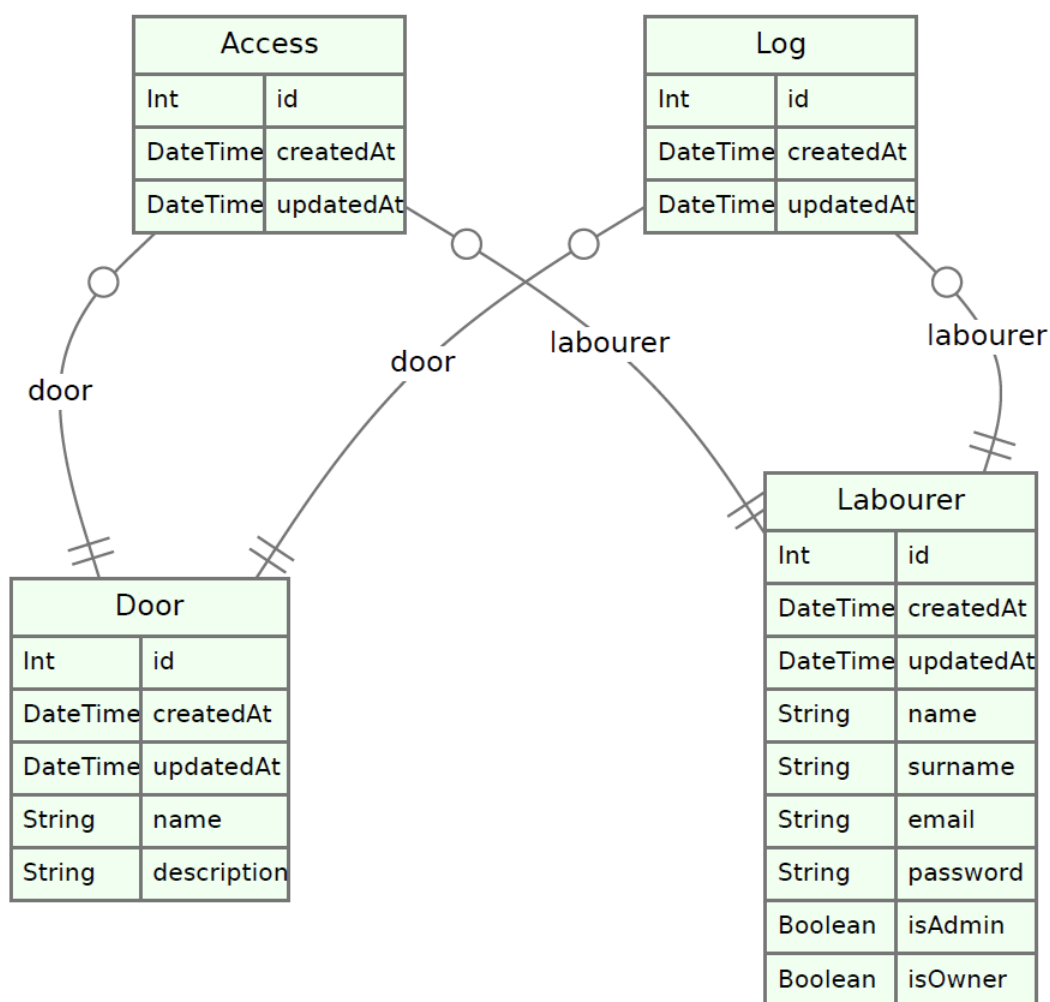 Access
Int id
DateTime createdAt
DateTime updatedAt
Log
Int id
DateTime createdAt
DateTime updatedAt
door
door
labourer
labourer
Door
Int id
DateTime createdAt
DateTime updatedAt
String name
String description
Labourer
Int id
DateTime createdAt
DateTime updatedAt
String name
String surname
String email
String password
Boolean isAdmin
Boolean isOwner